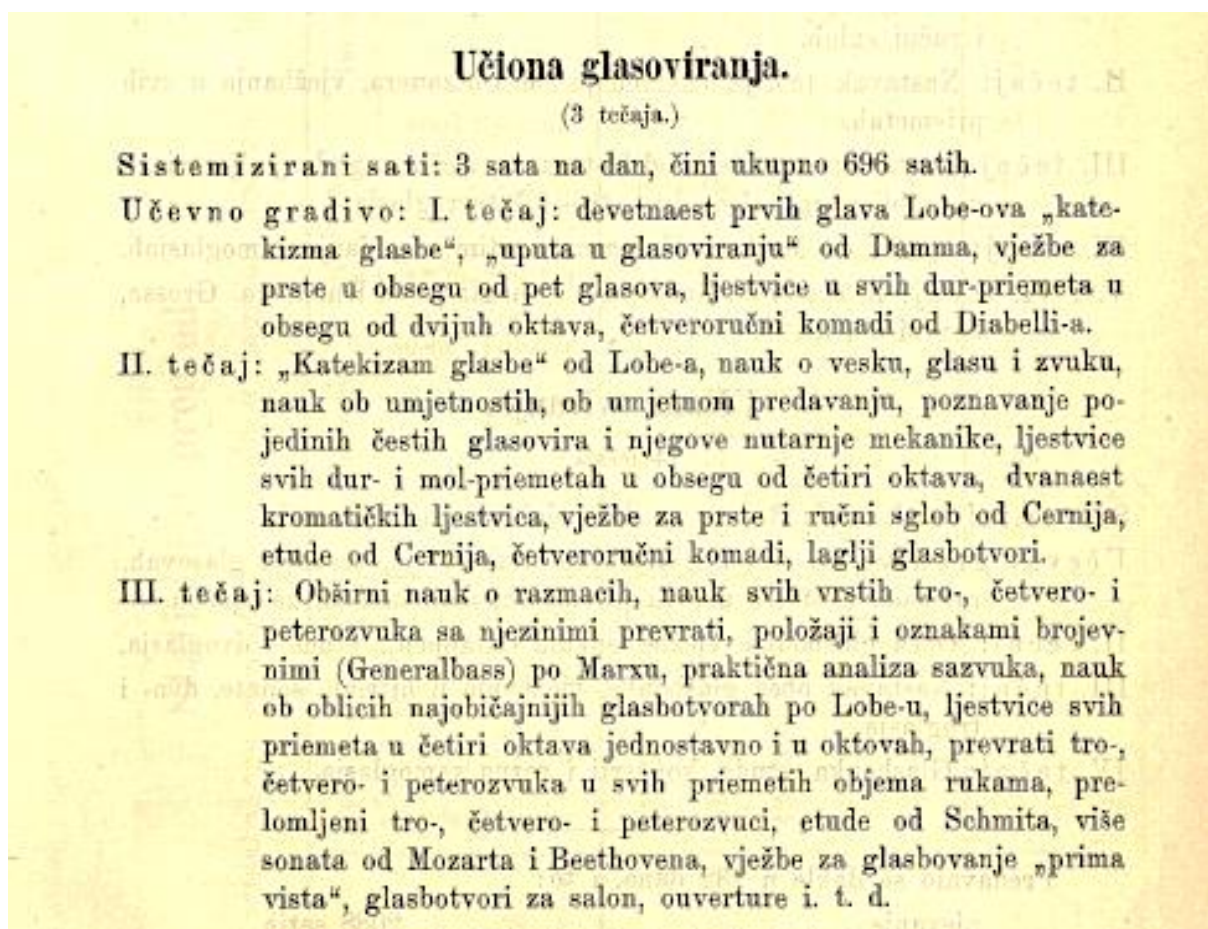 Učiona glasoviranja.
(3 tečaja.)
Sistemizirani sati: 3 sata na dan, čini ukupno 696 satih.
Učevno gradivo: I. tečaj: devetnaest prvih glava Lobe-ova „kate-
kizma glasbe“, „uputa u glasoviranju“ od Damma, vježbe za
prste u obsegu od pet glasova, ljestvice u svih dur-priemeta u
obsegu od dvijuh oktava, četveroručni komadi od Diabelli-a.
II. tečaj: „Katekizam glasbe“ od Lobe-a, nauk o vesku, glasu i zvuku,
nauk ob umjetnostih, ob umjetnom predavanju, poznavanje po-
jedinih čestih glasovira i njegove nutarnje mekanike, ljestvice
svih dur- i mol-priemetah u obsegu od četiri oktava, dvanaest
kromatičkih ljestvica, vježbe za prste i ručni sglob od Cernija,
etude od Cernija, četveroručni komadi, laglji glasbotvori.
III. tečaj: Obširni nauk o razmacih, nauk svih vrstih tro-, četvero- i
peterozvuka sa njezinimi prevrati, položaji i oznakami brojev-
nimi (Generalbass) po Marxu, praktična analiza sazvuka, nauk
ob oblicih najobičajnijih glasbotvorah po Lobe-u, ljestvice svih
priemeta u četiri oktava jednostavno i u oktovah, prevrati tro-,
četvero- i peterozvuka u svih priemetih objema rukama, pre-
lomljeni tro-, četvero- i peterozvuci, etude od Schmita, više
sonata od Mozarta i Beethovena, vježbe za glasbovanje „prima
vista“, glasbotvori za salon, ouverture i. t. d.